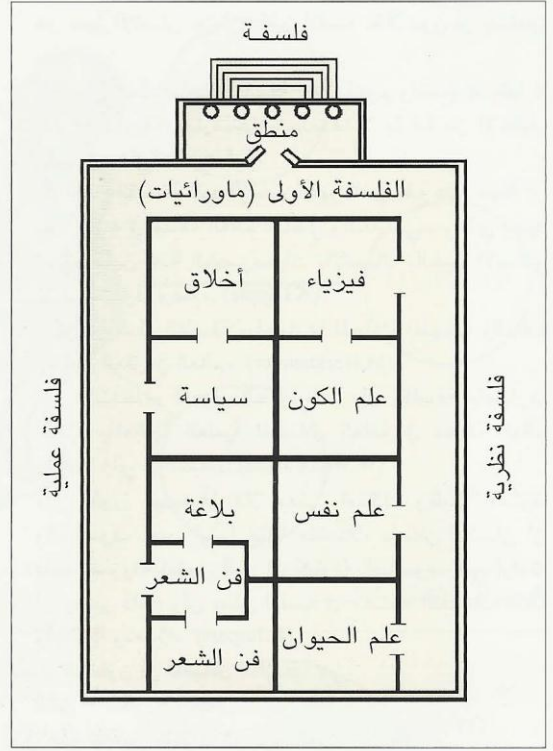 فلسفة
منطق
الفلسفة الأولى (ماورائيات)
فيزياء
أخلاق
علم الكون
سياسة
فلسفة نظرية
فلسفة عملية
علم نفس
بلاغة
فن الشعر
علم الحيوان
فن الشعر